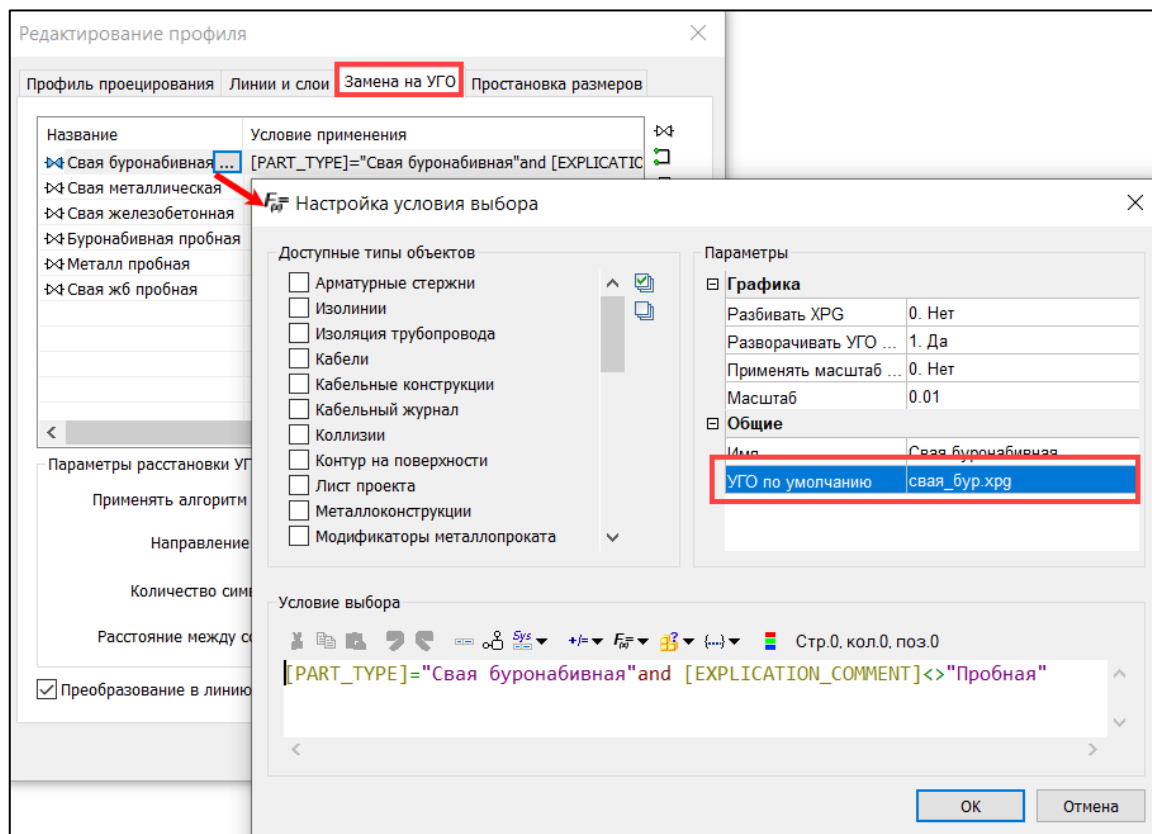 Редактирование профиля
Профиль проецирования Линии и слои Замена на УГО Простановка размеров
Название Условие применения
Свая буронабивная ... [PART_TYPE]="Свая буронабивная"and [EXPLICATIO
Свая металлическая
Свая железобетонная
Буронабивная пробная
Металл пробная
Свая жб пробная
Параметры расстановки УГ
Применять алгоритм
Направление
Количество сим
Расстояние между со
Преобразование в линию
Настройка условия выбора
Доступные типы объектов
Арматурные стержни
Изолинии
Изоляция трубопровода
Кабели
Кабельные конструкции
Кабельный журнал
Коллизии
Контур на поверхности
Лист проекта
Металлоконструкции
Модификаторы металлопроката
Параметры
Графика
Разбивать XPG 0. Нет
Разворачивать УГО ... 1. Да
Применять масштаб ... 0. Нет
Масштаб 0.01
Общие
Имя Свая буронабивная
УГО по умолчанию свая_бур.xpg
Условие выбора
Стр.0, кол.0, поз.0
[PART_TYPE]="Свая буронабивная"and [EXPLICATION_COMMENT]<>"Пробная"
ОК Отмена